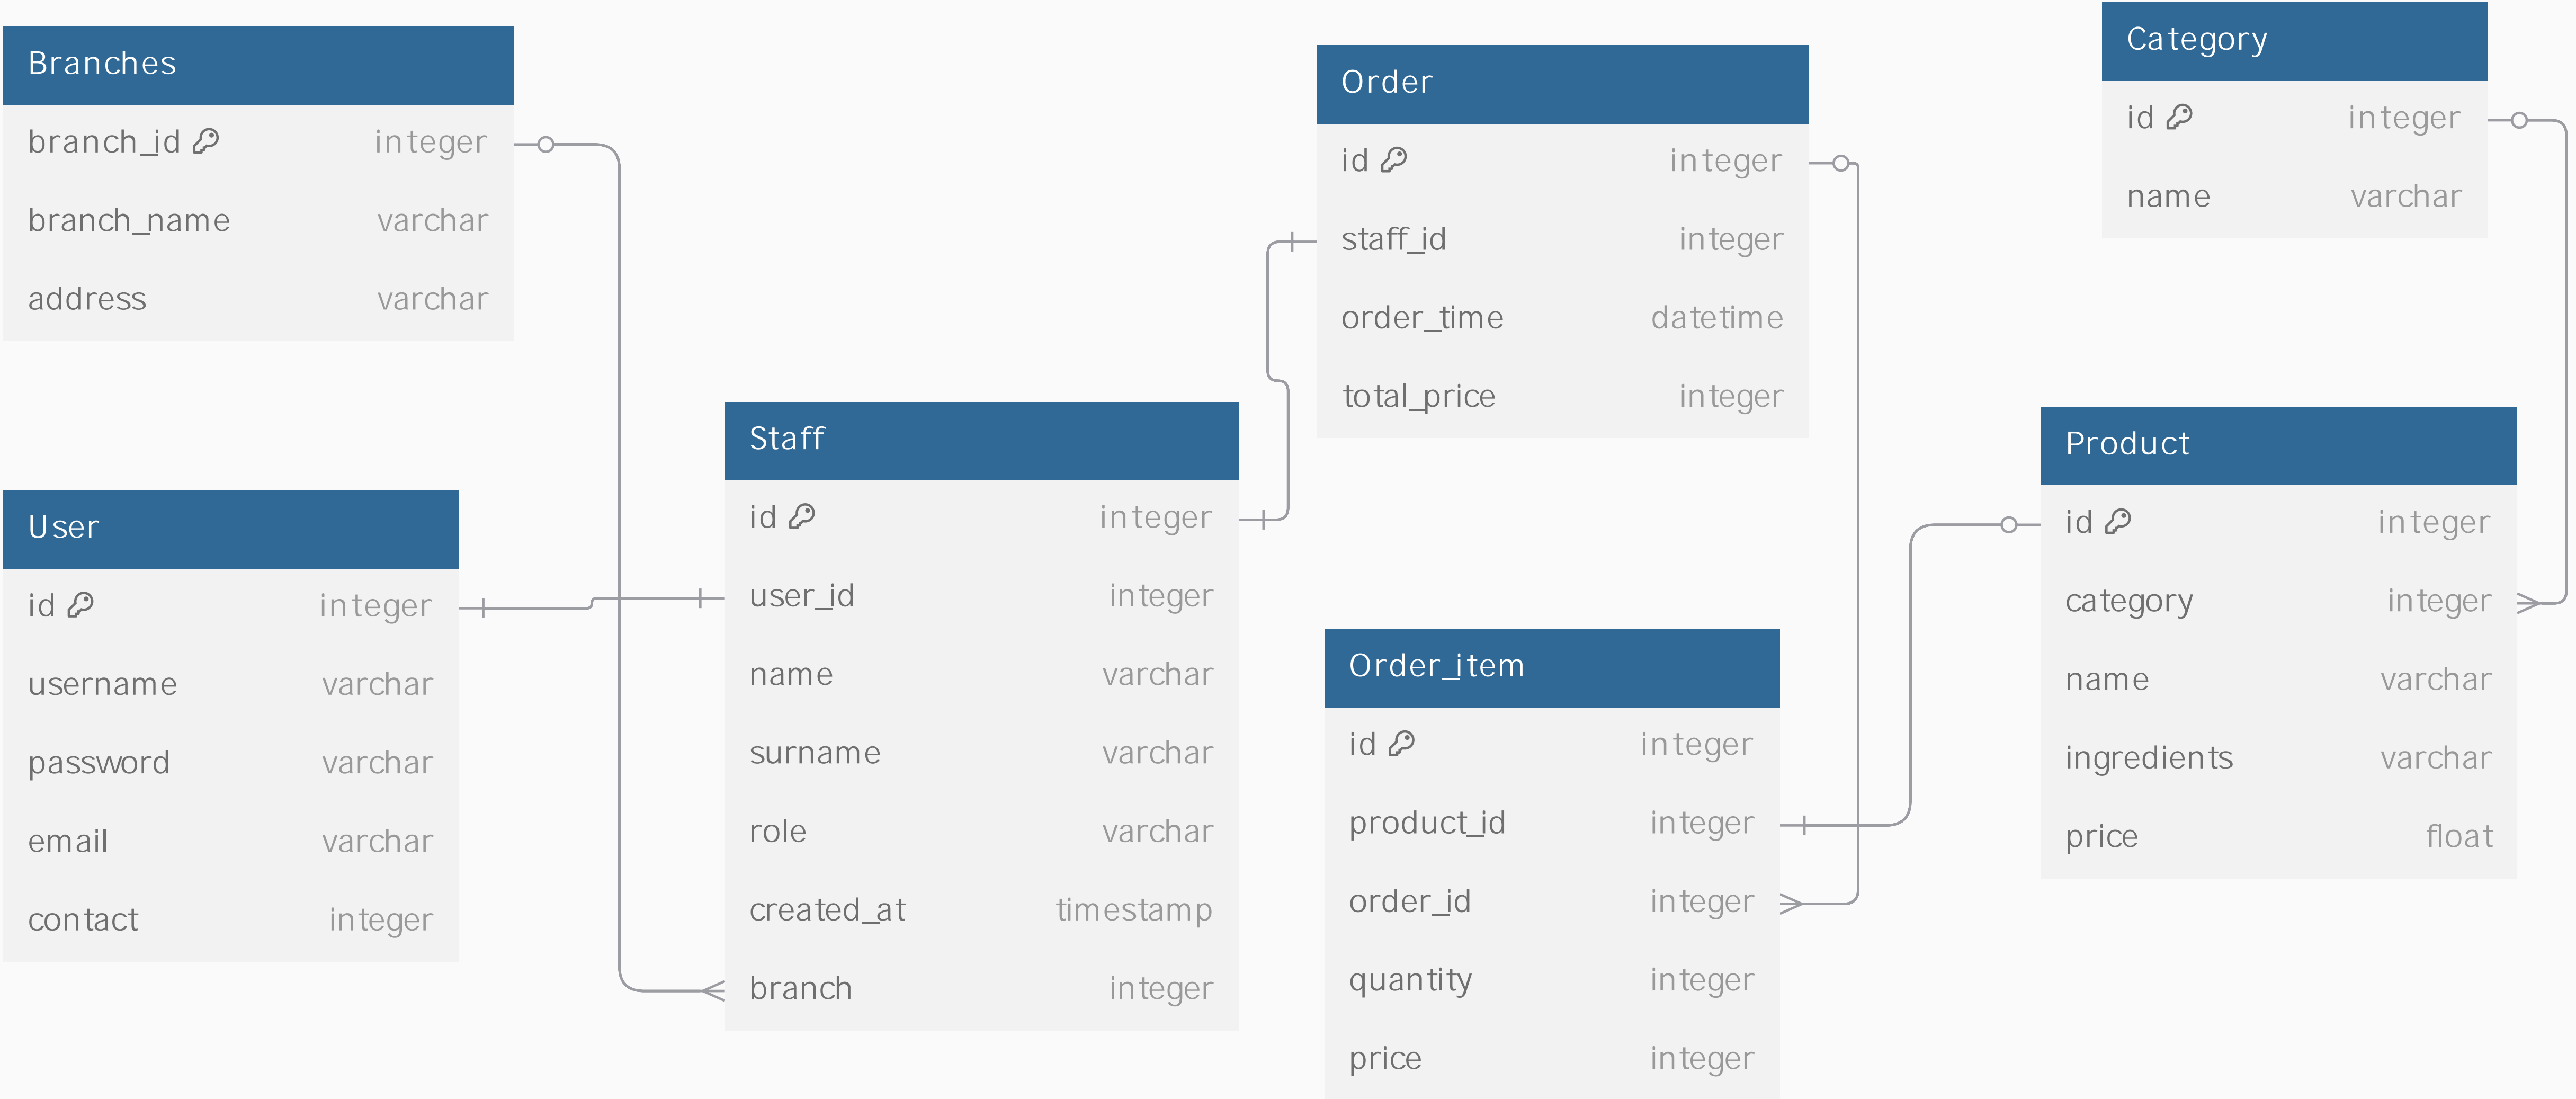 Branches
branch_id integer
branch_name varchar
address varchar
User
id integer
username varchar
password varchar
email varchar
contact integer
Staff
id integer
user_id integer
name varchar
surname varchar
role varchar
created_at timestamp
branch integer
Order
id integer
staff_id integer
order_time datetime
total_price integer
Order_item
id integer
product_id integer
order_id integer
quantity integer
price integer
Category
id integer
name varchar
Product
id integer
category integer
name varchar
ingredients varchar
price float